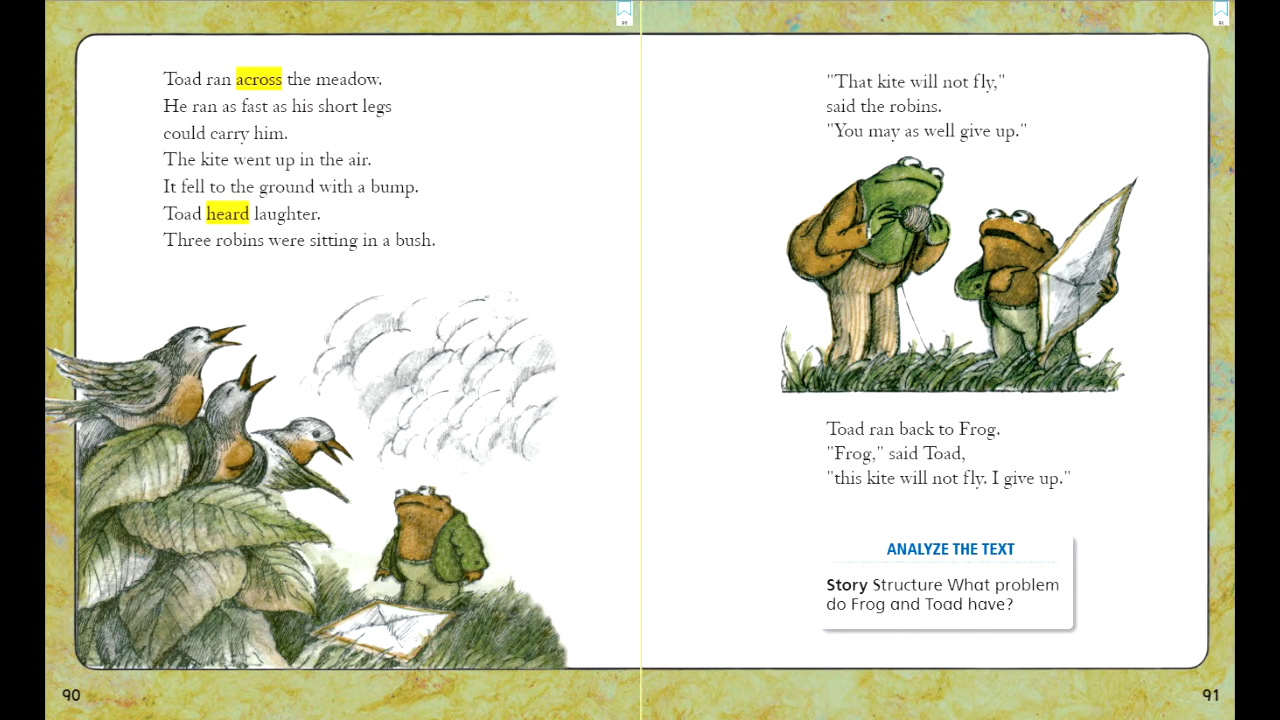 Toad ran across the meadow.
He ran as fast as his short legs
could carry him.
The kite went up in the air.
It fell to the ground with a bump.
Toad heard laughter.
Three robins were sitting in a bush.
90
"That kite will not fly,"
said the robins.
"You may as well give up."
Toad ran back to Frog.
"Frog," said Toad,
"this kite will not fly. I give up."
ANALYZE THE TEXT
Story Structure What problem
do Frog and Toad have?
91